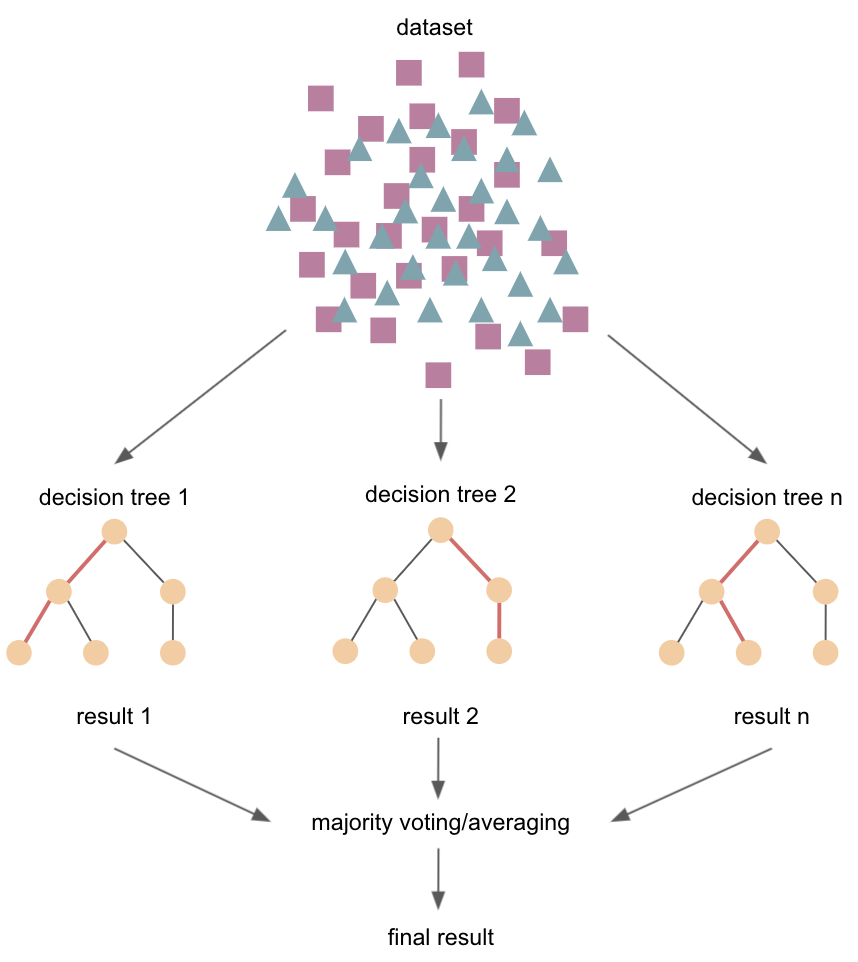 dataset
decision tree 1
decision tree 2
decision tree n
result 1
result 2
result n
majority voting/averaging
final result